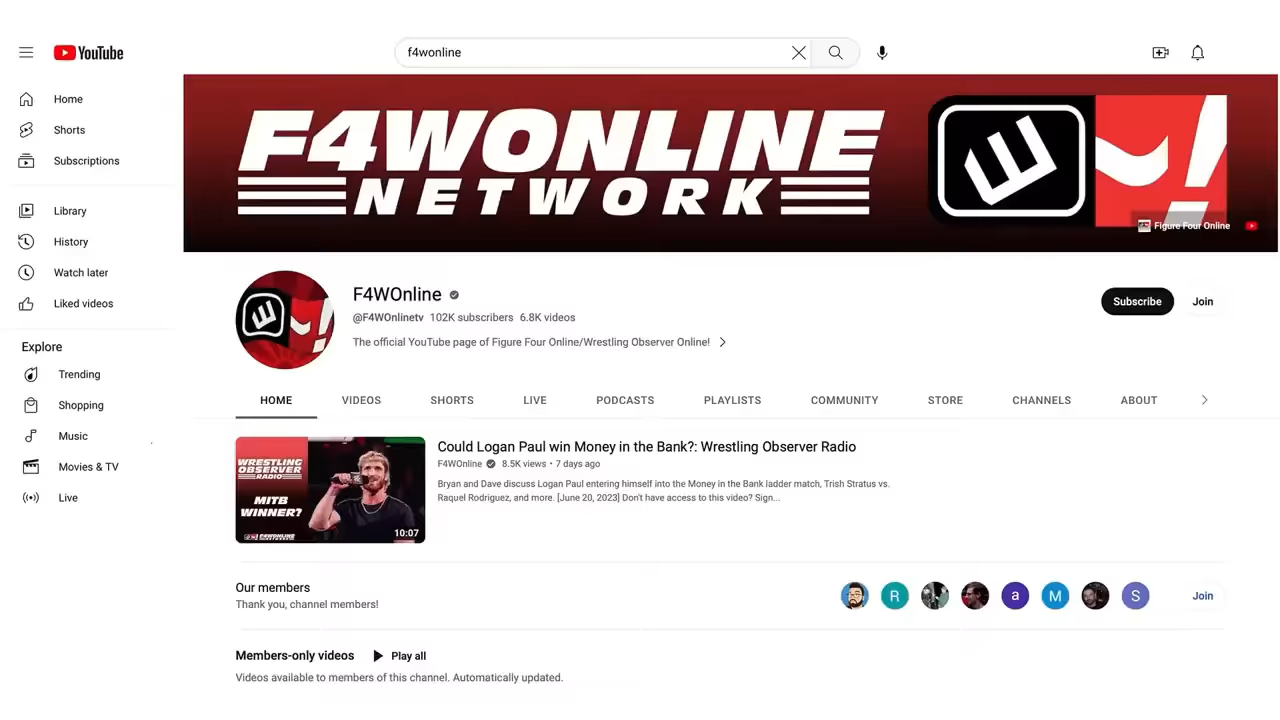 YouTube
f4wonline
Home
Shorts
Subscriptions
Library
History
Watch later
Liked videos
Explore
Trending
Shopping
Music
Movies & TV
Live
F4WONLINE
NETWORK
Figure Four Online
F4WOnline
@F4WOnlinetv 102K subscribers 6.8K videos
The official YouTube page of Figure Four Online/Wrestling Observer Online!
Subscribe
Join
HOME VIDEOS SHORTS LIVE PODCASTS PLAYLISTS COMMUNITY STORE CHANNELS ABOUT
WRESTLING
OBSERVER
RADIO
MITB
WINNER?
F4WONLINE
10:07
Could Logan Paul win Money in the Bank?: Wrestling Observer Radio
F4WOnline 8.5K views • 7 days ago
Bryan and Dave discuss Logan Paul entering himself into the Money in the Bank ladder match, Trish Stratus vs.
Raquel Rodriguez, and more. [June 20, 2023] Don't have access to this video? Sign...
Our members
Thank you, channel members!
R a M S
Join
Members-only videos Play all
Videos available to members of this channel. Automatically updated.